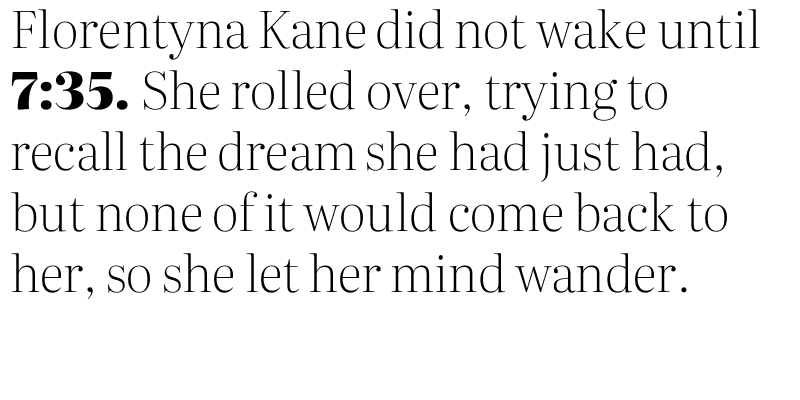 Florentyna Kane did not wake until
7:35. She rolled over, trying to
recall the dream she had just had,
but none of it would come back to
her, so she let her mind wander.